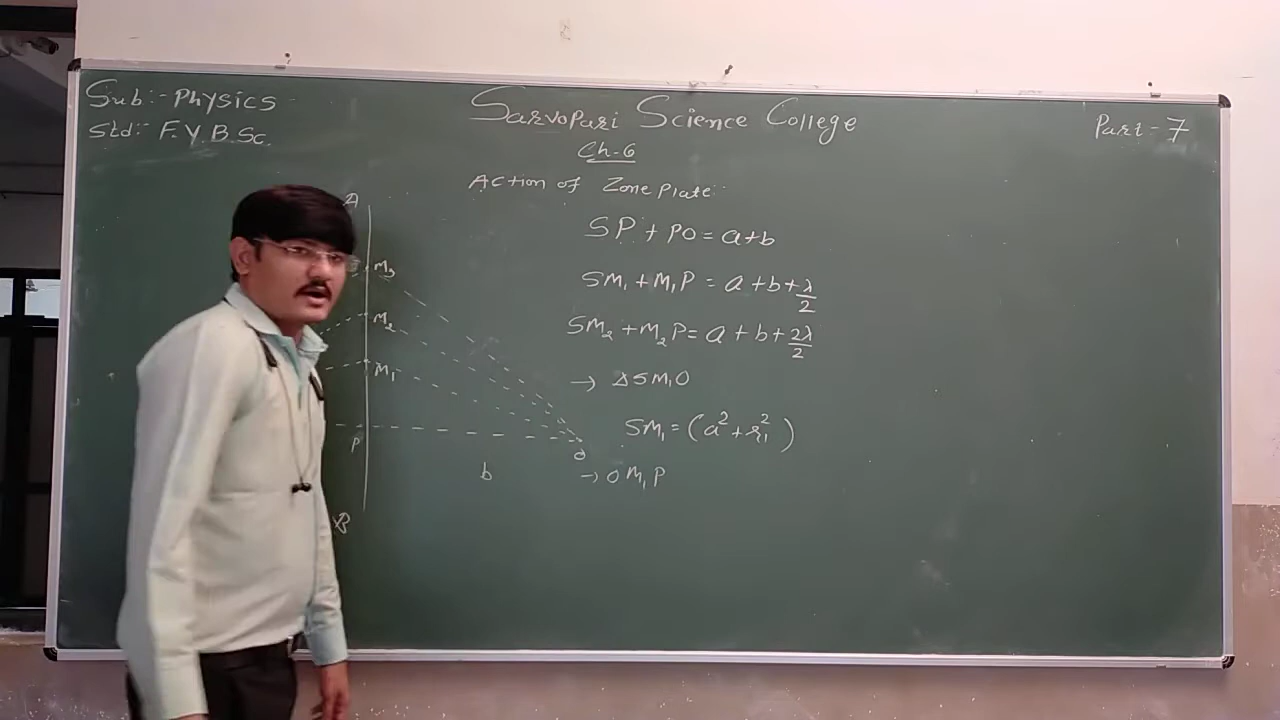 Sub:- Physics
Std:- F.Y.B.Sc.
Sarvopari Science College
Part-7
Ch-6
Action of Zone Plate
SP + PO = a+b
SM₁ + M₁P = a+b+λ/2
SM₂ + M₂P = a+b+2λ/2
→ ΔSM₁O
SM₁ = (a²+r₁²)
→ OM₁P
A
M₃
M₂
M₁
P
O
b
B